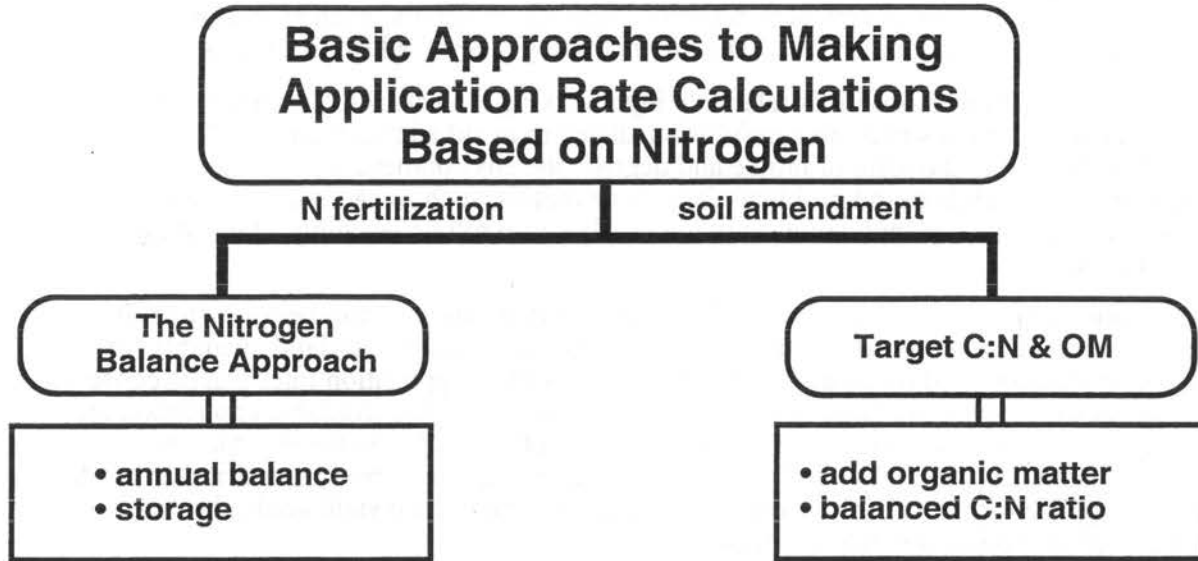 Basic Approaches to Making
Application Rate Calculations
Based on Nitrogen
N fertilization
soil amendment
The Nitrogen
Balance Approach
Target C:N & OM
• annual balance
• storage
• add organic matter
• balanced C:N ratio